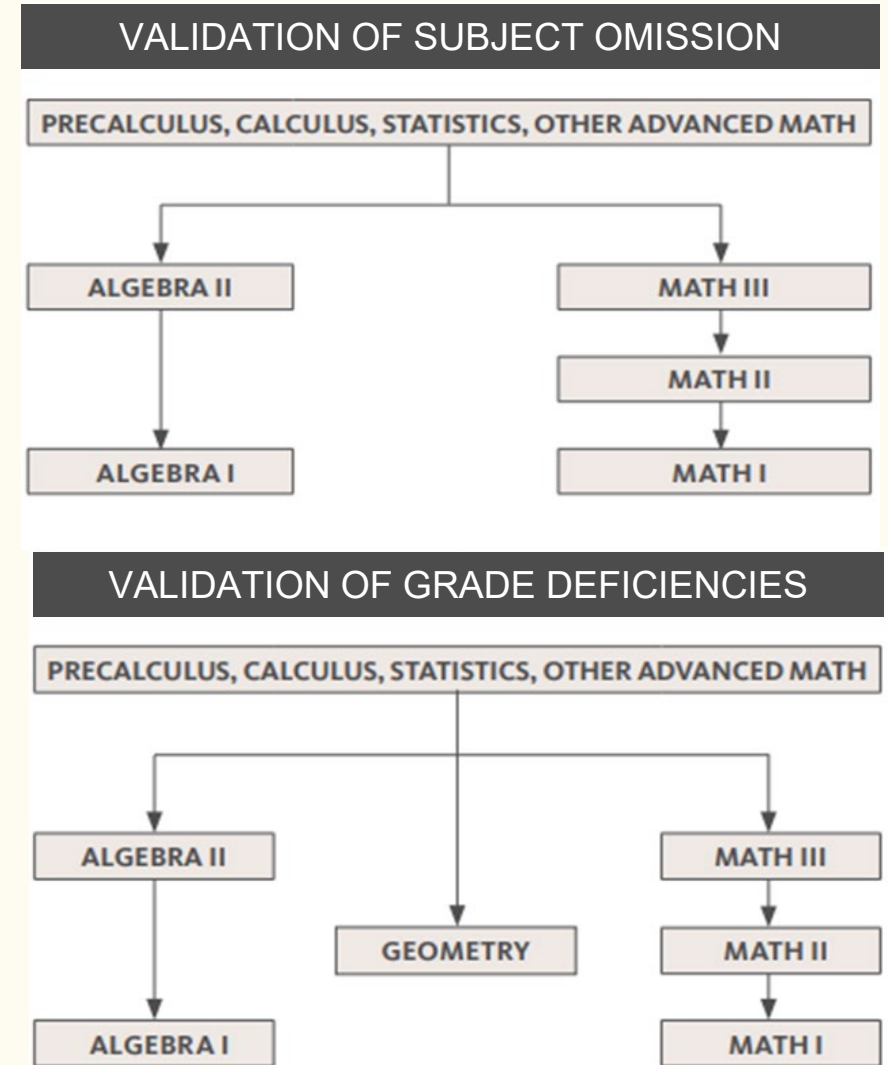 VALIDATION OF SUBJECT OMISSION
PRECALCULUS, CALCULUS, STATISTICS, OTHER ADVANCED MATH
ALGEBRA II
MATH III
MATH II
ALGEBRA I
MATH I
VALIDATION OF GRADE DEFICIENCIES
PRECALCULUS, CALCULUS, STATISTICS, OTHER ADVANCED MATH
ALGEBRA II
MATH III
GEOMETRY
MATH II
ALGEBRA I
MATH I